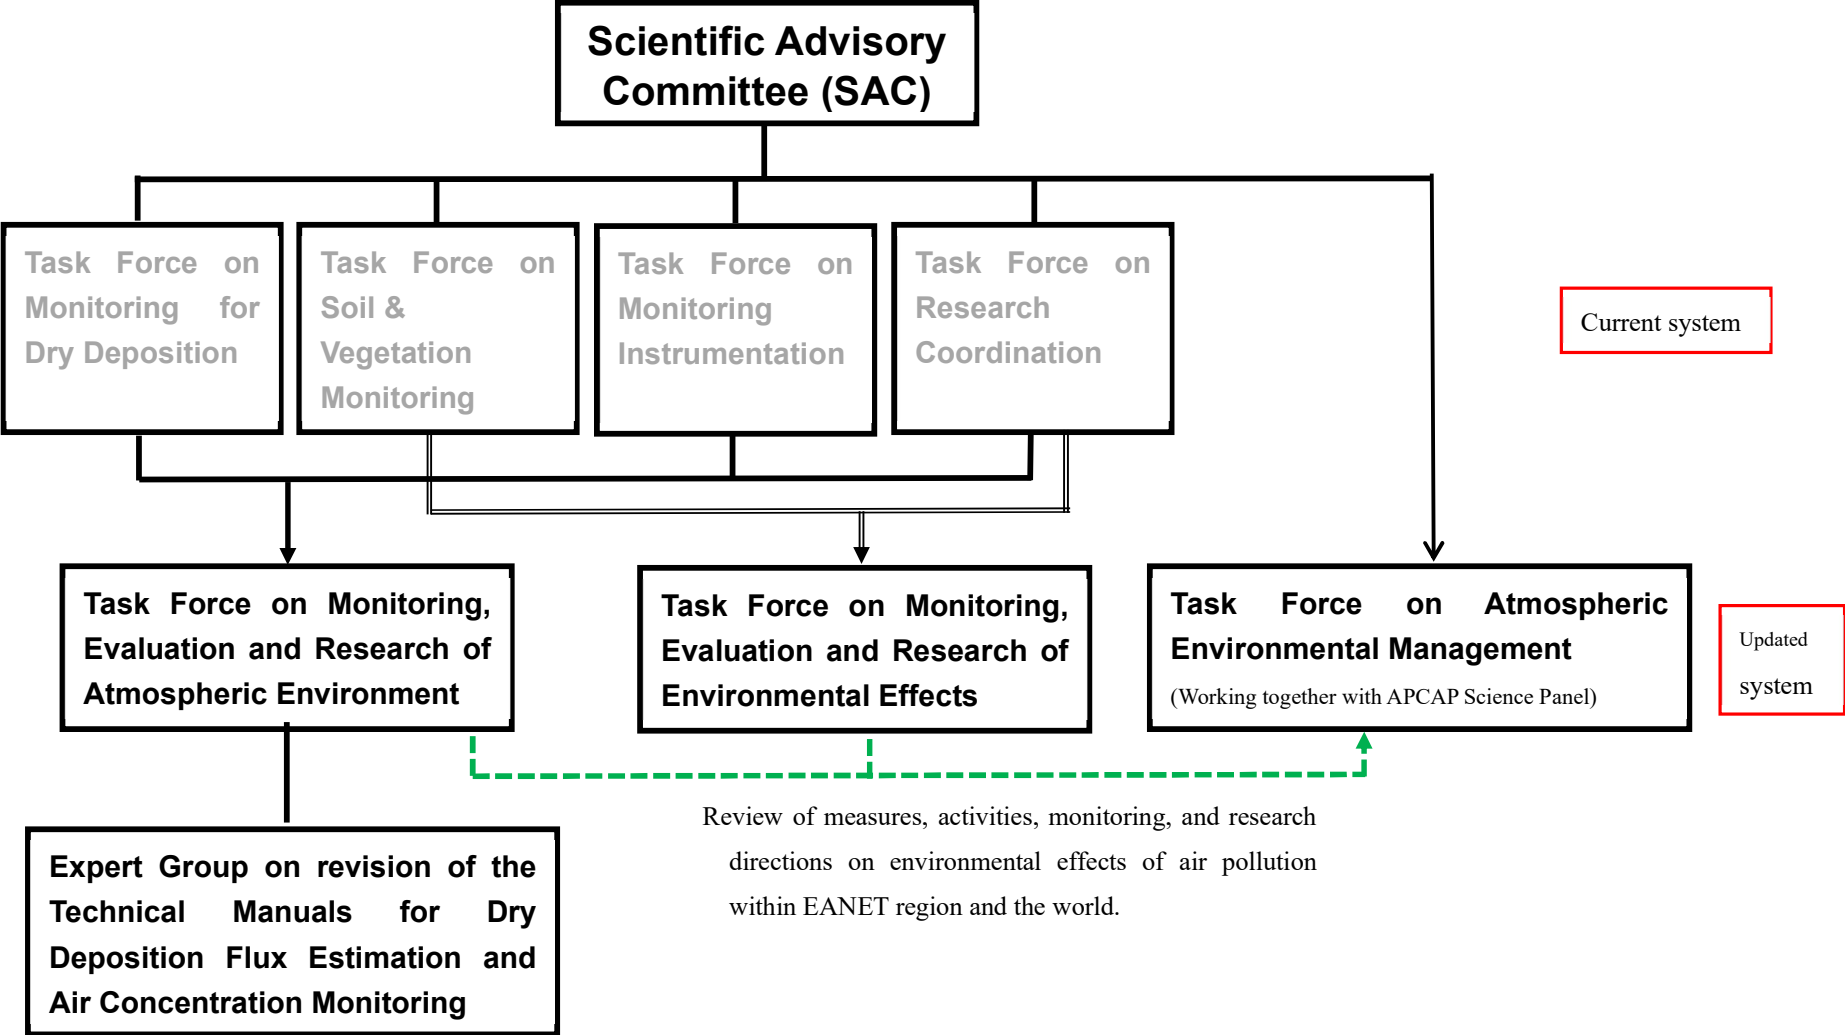 Scientific Advisory
Committee (SAC)
Task Force on
Monitoring for
Dry Deposition
Task Force on
Soil &
Vegetation
Monitoring
Task Force on
Monitoring
Instrumentation
Task Force on
Research
Coordination
Current system
Task Force on Monitoring,
Evaluation and Research of
Atmospheric Environment
Task Force on Monitoring,
Evaluation and Research of
Environmental Effects
Task Force on Atmospheric
Environmental Management
(Working together with APCAP Science Panel)
Updated
system
Review of measures, activities, monitoring, and research
directions on environmental effects of air pollution
within EANET region and the world.
Expert Group on revision of the
Technical Manuals for Dry
Deposition Flux Estimation and
Air Concentration Monitoring